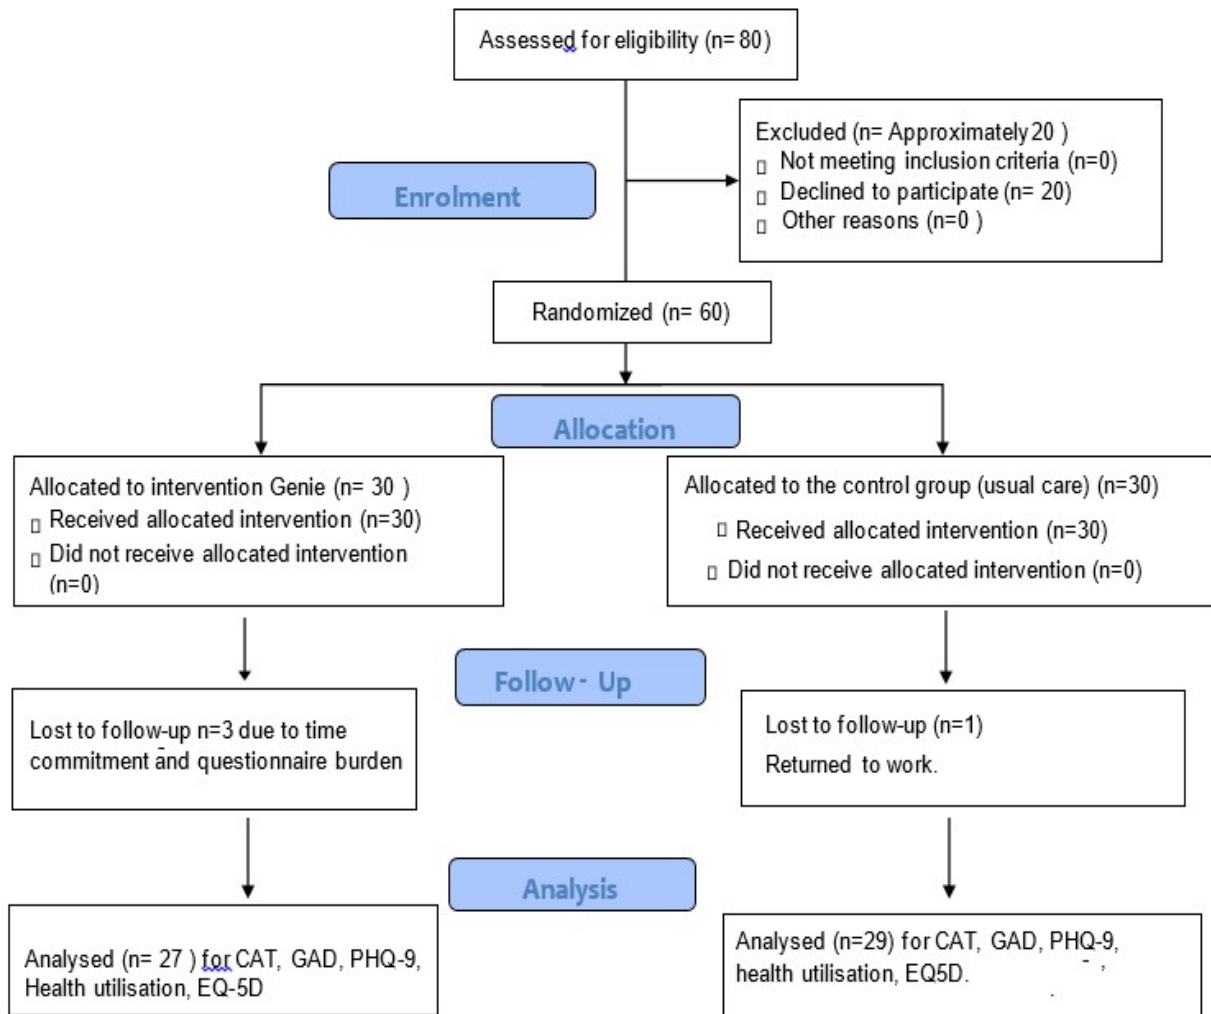 Assessed for eligibility (n= 80)
Excluded (n= Approximately 20 )
▯ Not meeting inclusion criteria (n=0)
▯ Declined to participate (n= 20)
▯ Other reasons (n=0 )
Enrolment
Randomized (n= 60)
Allocation
Allocated to intervention Genie (n= 30 )
▯ Received allocated intervention (n=30)
▯ Did not receive allocated intervention
(n=0)
Allocated to the control group (usual care) (n=30)
▯ Received allocated intervention (n=30)
▯ Did not receive allocated intervention (n=0)
Follow - Up
Lost to follow-up n=3 due to time
commitment and questionnaire burden
Lost to follow-up (n=1)
Returned to work.
Analysis
Analysed (n= 27 ) for CAT, GAD, PHQ-9,
Health utilisation, EQ-5D
Analysed (n=29) for CAT, GAD, PHQ-9,
health utilisation, EQ5D.